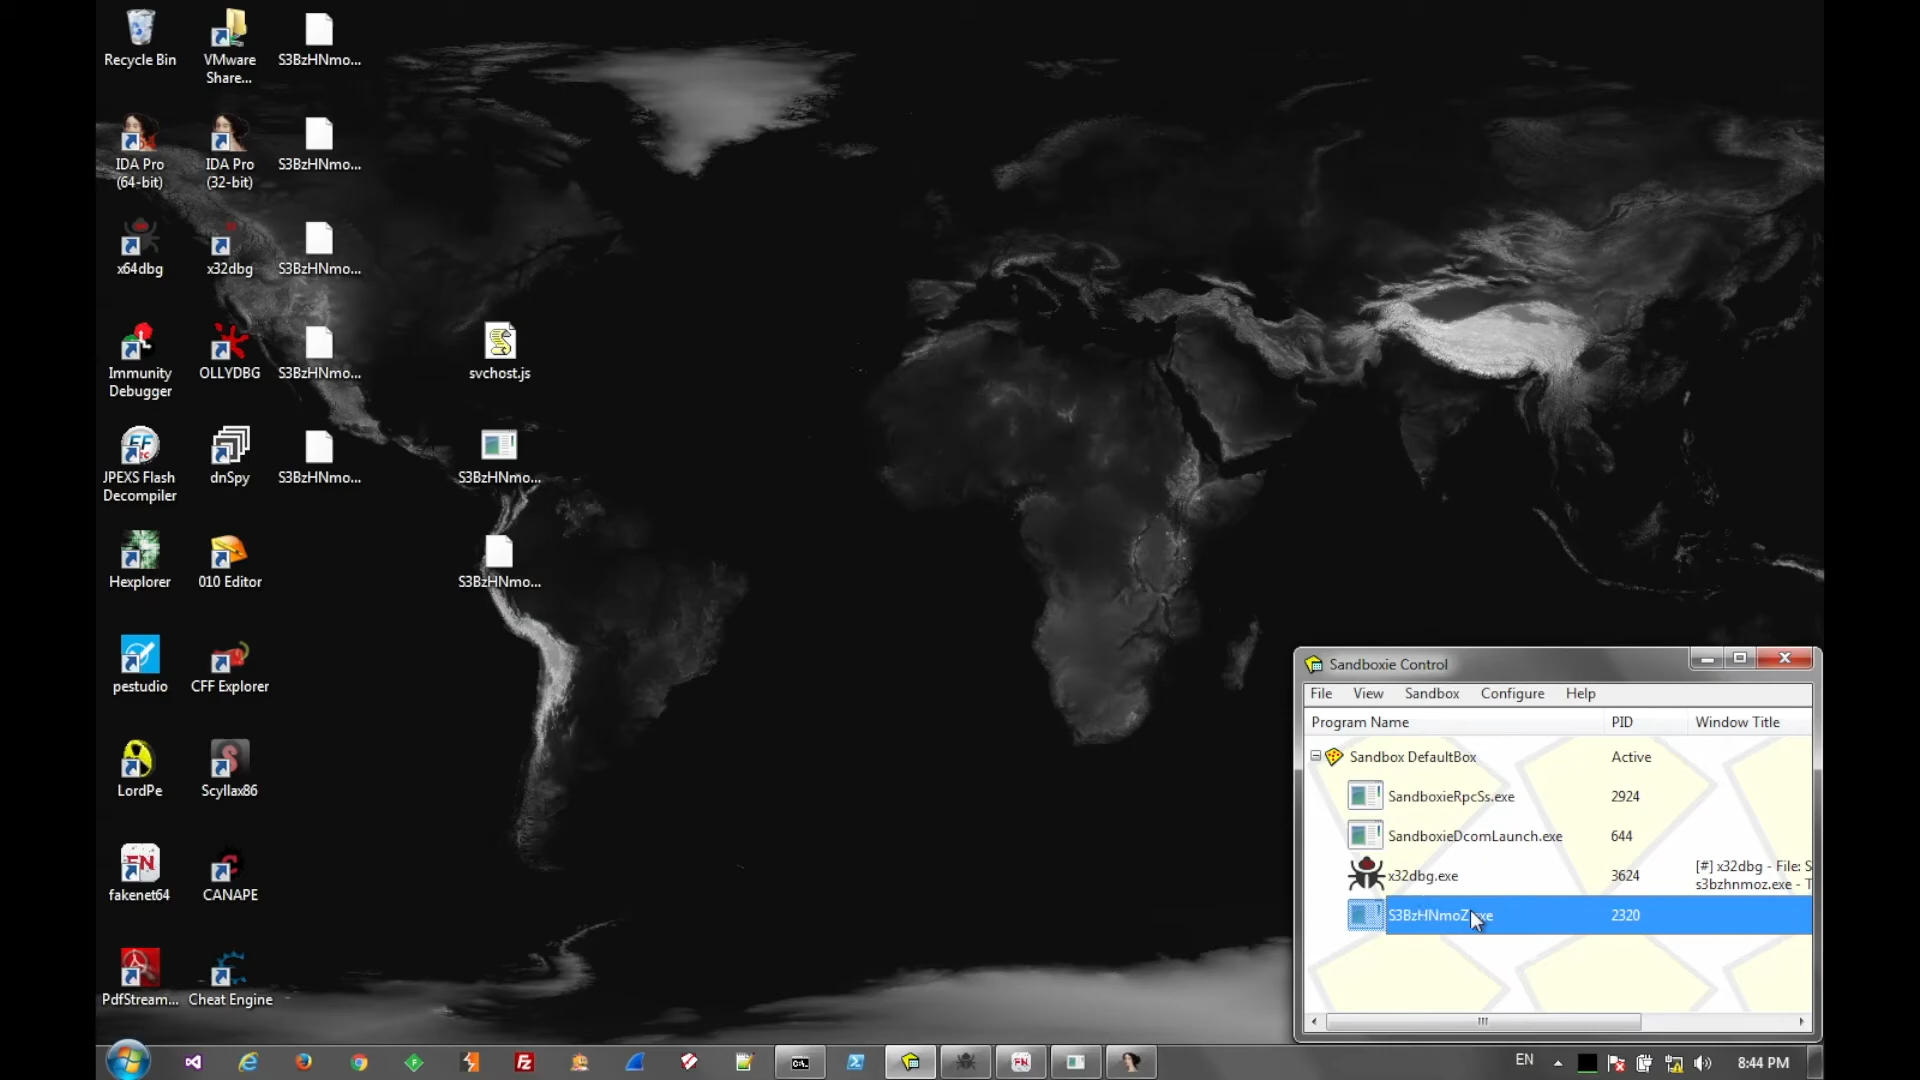 Recycle Bin
VMware
Share...
S3BzHNmo...
IDA Pro
(64-bit)
IDA Pro
(32-bit)
S3BzHNmo...
x64dbg
x32dbg
S3BzHNmo...
Immunity
Debugger
OLLYDBG
S3BzHNmo...
svchost.js
JPEXS Flash
Decompiler
dnSpy
S3BzHNmo...
S3BzHNmo...
Hexplorer
010 Editor
S3BzHNmo...
pestudio
CFF Explorer
LordPe
Scyllax86
fakenet64
CANAPE
PdfStream...
Cheat Engine
Sandboxie Control
File View Sandbox Configure Help
Program Name PID Window Title
Sandbox DefaultBox Active
SandboxieRpcSs.exe 2924
SandboxieDcomLaunch.exe 644
x32dbg.exe 3624 [#] x32dbg - File: S
s3bzhnmoz.exe - T
2320
EN
8:44 PM